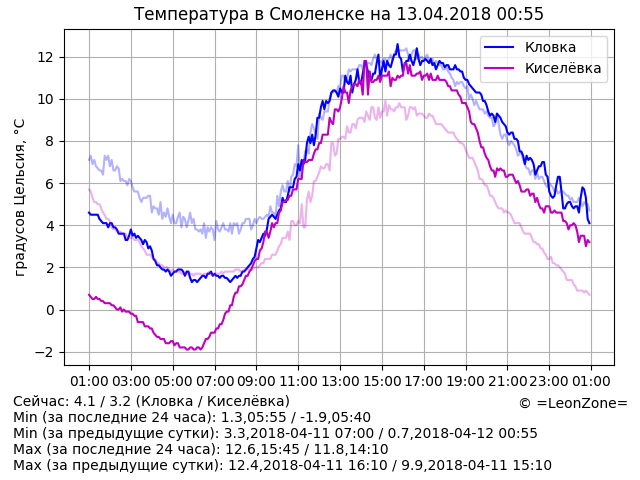 Температура в Смоленске на 13.04.2018 00:55
Кловка
Киселёвка
градусов Цельсия, °C
12
10
8
6
4
2
0
−2
01:00 03:00 05:00 07:00 09:00 11:00 13:00 15:00 17:00 19:00 21:00 23:00 01:00
Сейчас: 4.1 / 3.2 (Кловка / Киселёвка)
© =LeonZone=
Min (за последние 24 часа): 1.3,05:55 / -1.9,05:40
Min (за предыдущие сутки): 3.3,2018-04-11 07:00 / 0.7,2018-04-12 00:55
Max (за последние 24 часа): 12.6,15:45 / 11.8,14:10
Max (за предыдущие сутки): 12.4,2018-04-11 16:10 / 9.9,2018-04-11 15:10